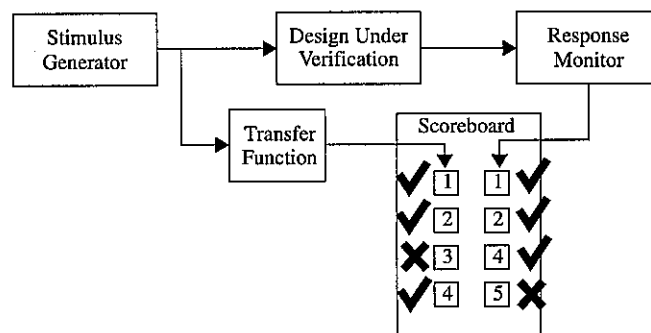 Stimulus
Generator
Design Under
Verification
Response
Monitor
Transfer
Function
Scoreboard
1 1
2 2
3 4
4 5